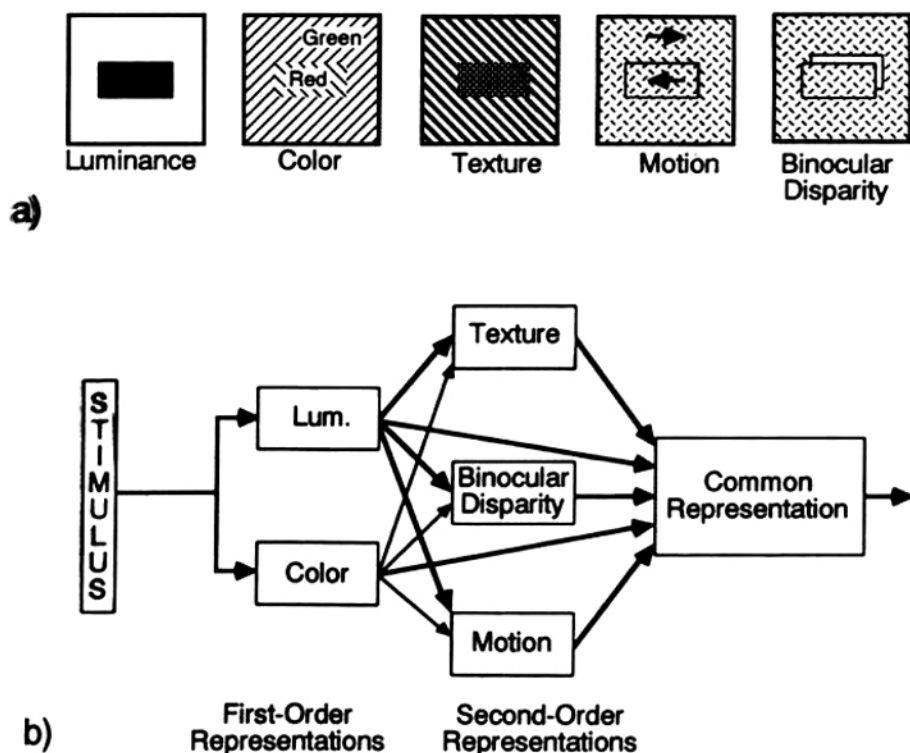 Green
Red
Luminance
Color
Texture
Motion
Binocular
Disparity
a)
STIMULUS
Lum.
Color
Texture
Binocular
Disparity
Motion
Common
Representation
First-Order
Representations
Second-Order
Representations
b)